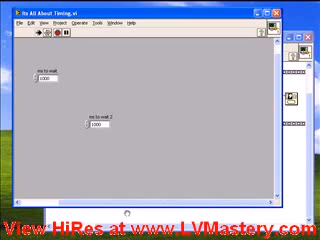 Its All About Timing.vi
File Edit View Project Operate Tools Window Help
ms to wait
1000
ms to wait 2
1000
View HiRes at www.LVMastery.com